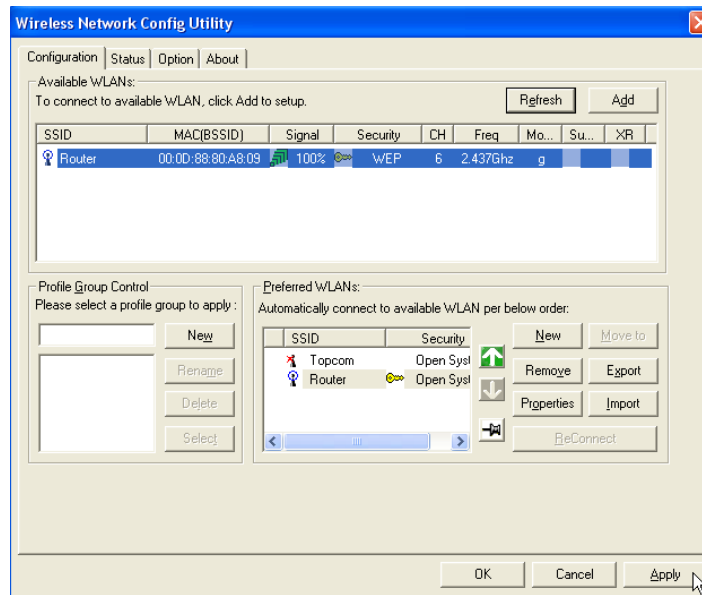 Wireless Network Config Utility
Configuration Status Option About
Available WLANs:
To connect to available WLAN, click Add to setup.
Refresh Add
SSID MAC(BSSID) Signal Security CH Freq Mo... Su... XR
Router 00:0D:88:80:A8:09 100% WEP 6 2.437Ghz g
Profile Group Control
Please select a profile group to apply :
New
Rename
Delete
Select
Preferred WLANs:
Automatically connect to available WLAN per below order:
SSID Security
Topcom Open Syst
Router Open Syst
New Move to
Remove Export
Properties Import
ReConnect
OK Cancel Apply